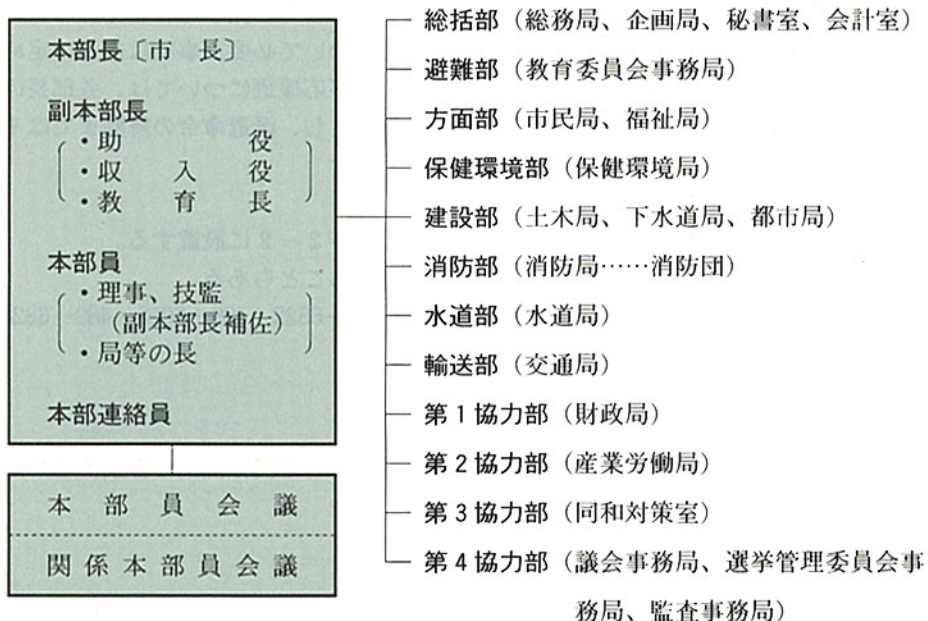 本部長〔市 長〕
副本部長
・助 役
・収 入 役
・教 育 長
本部員
・理事、技監
(副本部長補佐)
・局等の長
本部連絡員
本 部 員 会 議
関 係 本 部 員 会 議
総括部(総務局、企画局、秘書室、会計室)
避難部(教育委員会事務局)
方面部(市民局、福祉局)
保健環境部(保健環境局)
建設部(土木局、下水道局、都市局)
消防部(消防局……消防団)
水道部(水道局)
輸送部(交通局)
第1協力部(財政局)
第2協力部(産業労働局)
第3協力部(同和対策室)
第4協力部(議会事務局、選挙管理委員会事
務局、監査事務局)